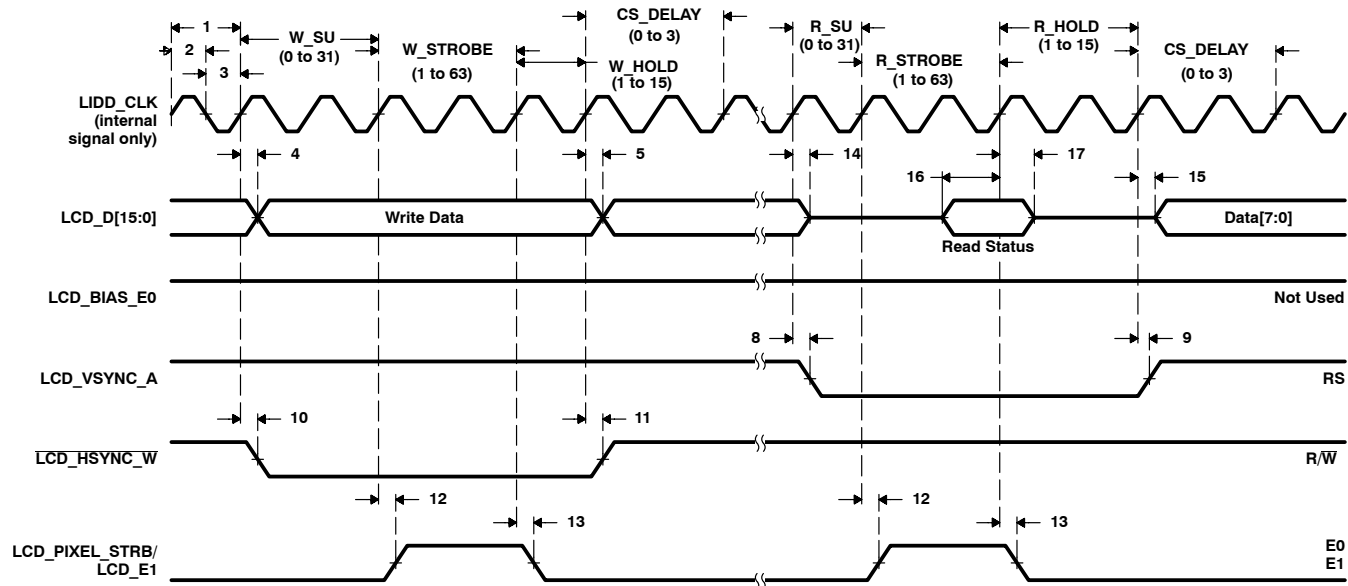 1
2
3
W_SU
(0 to 31)
W_STROBE
(1 to 63)
CS_DELAY
(0 to 3)
W_HOLD
(1 to 15)
R_SU
(0 to 31)
R_STROBE
(1 to 63)
R_HOLD
(1 to 15)
CS_DELAY
(0 to 3)
LIDD_CLK
(internal
signal only)
4
5
14
17
16
15
LCD_D[15:0]
Write Data
Read Status
Data[7:0]
LCD_BIAS_E0
Not Used
8
9
LCD_VSYNC_A
RS
10
11
LCD_HSYNC_W
R/W
12
13
12
13
LCD_PIXEL_STRB/
LCD_E1
E0
E1